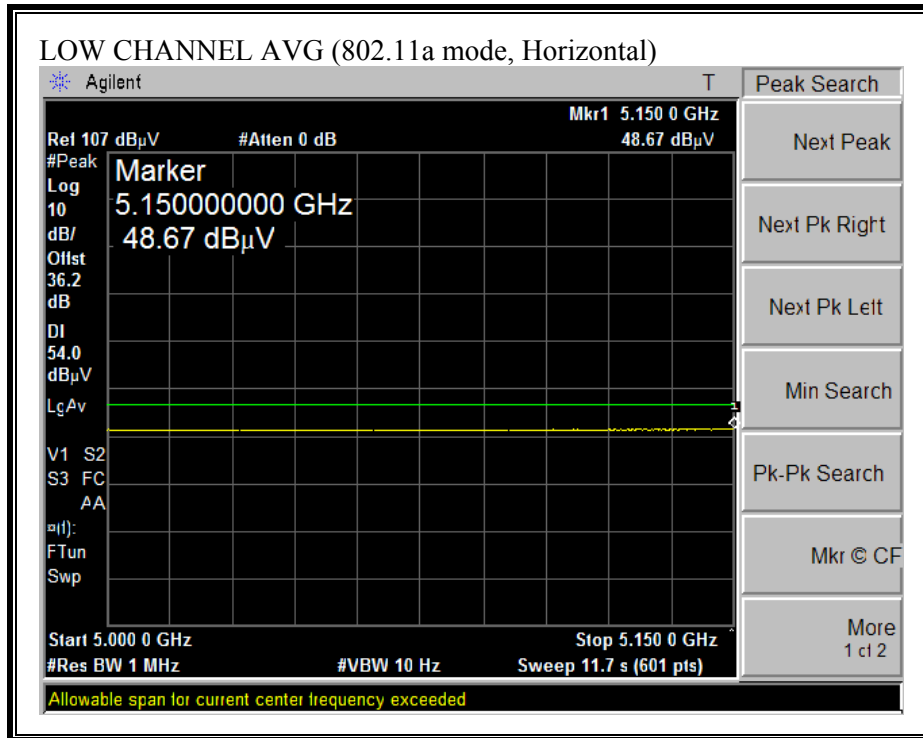 LOW CHANNEL AVG (802.11a mode, Horizontal)
Agilent T
Peak Search
Mkr1 5.150 0 GHz
Ref 107 dBµV #Atten 0 dB 48.67 dBµV
#Peak
Log
10
dB/
Offst
36.2
dB
DI
54.0
dBµV
LgAv
V1 S2
S3 FC
AA
¤(f):
FTun
Swp
Marker
5.150000000 GHz
48.67 dBµV
1
Start 5.000 0 GHz Stop 5.150 0 GHz
#Res BW 1 MHz #VBW 10 Hz Sweep 11.7 s (601 pts)
Allowable span for current center frequency exceeded
Next Peak
Next Pk Right
Next Pk Left
Min Search
Pk-Pk Search
Mkr © CF
More
1 of 2